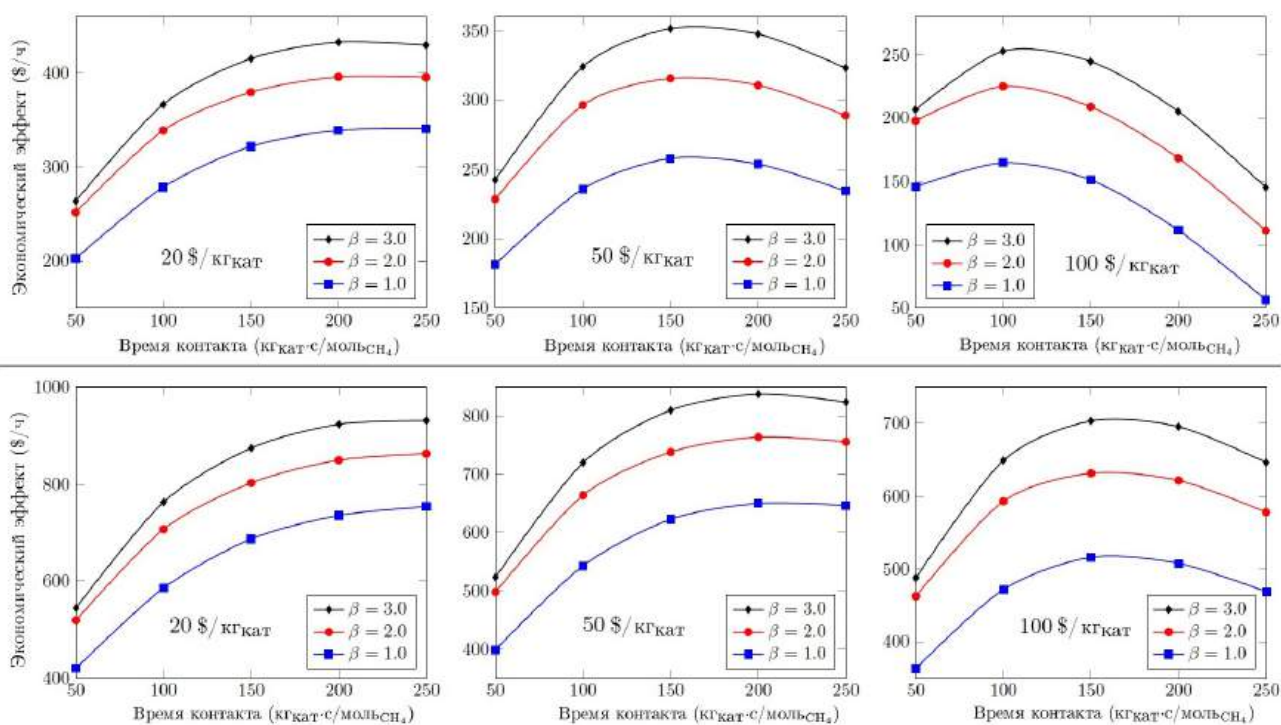 Экономический эффект ($/ч)
400
300
200
20 $/кгкат
β = 3.0
β = 2.0
β = 1.0
50 100 150 200 250
Время контакта (кгкат·с/мольCH₄)
350
300
250
200
150
50 $/кгкат
β = 3.0
β = 2.0
β = 1.0
50 100 150 200 250
Время контакта (кгкат·с/мольCH₄)
250
200
150
100
50
β = 3.0
β = 2.0
β = 1.0
100 $/кгкат
50 100 150 200 250
Время контакта (кгкат·с/мольCH₄)
Экономический эффект ($/ч)
1000
800
600
400
20 $/кгкат
β = 3.0
β = 2.0
β = 1.0
50 100 150 200 250
Время контакта (кгкат·с/мольCH₄)
800
700
600
500
400
50 $/кгкат
β = 3.0
β = 2.0
β = 1.0
50 100 150 200 250
Время контакта (кгкат·с/мольCH₄)
700
600
500
400
100 $/кгкат
β = 3.0
β = 2.0
β = 1.0
50 100 150 200 250
Время контакта (кгкат·с/мольCH₄)